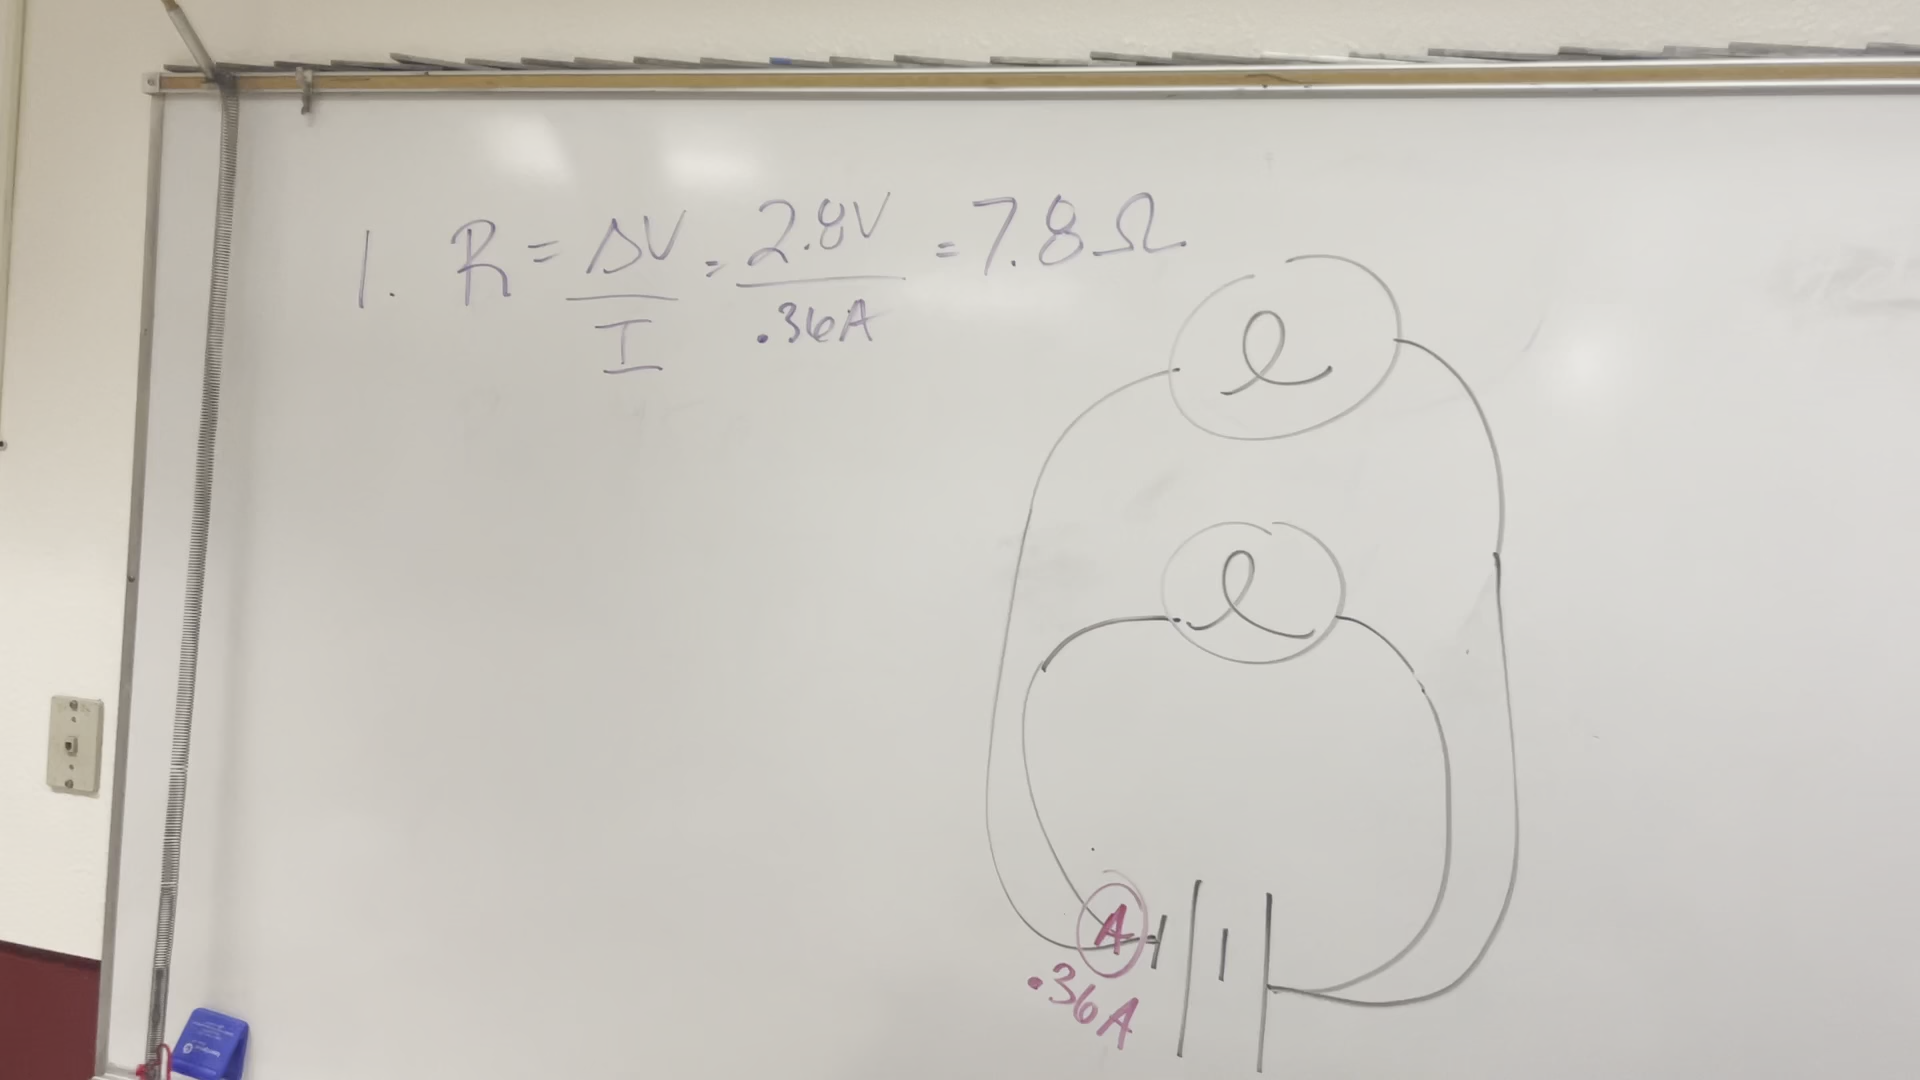 1. R = ΔV/I = 2.8V/.36A = 7.8Ω
A
.36A